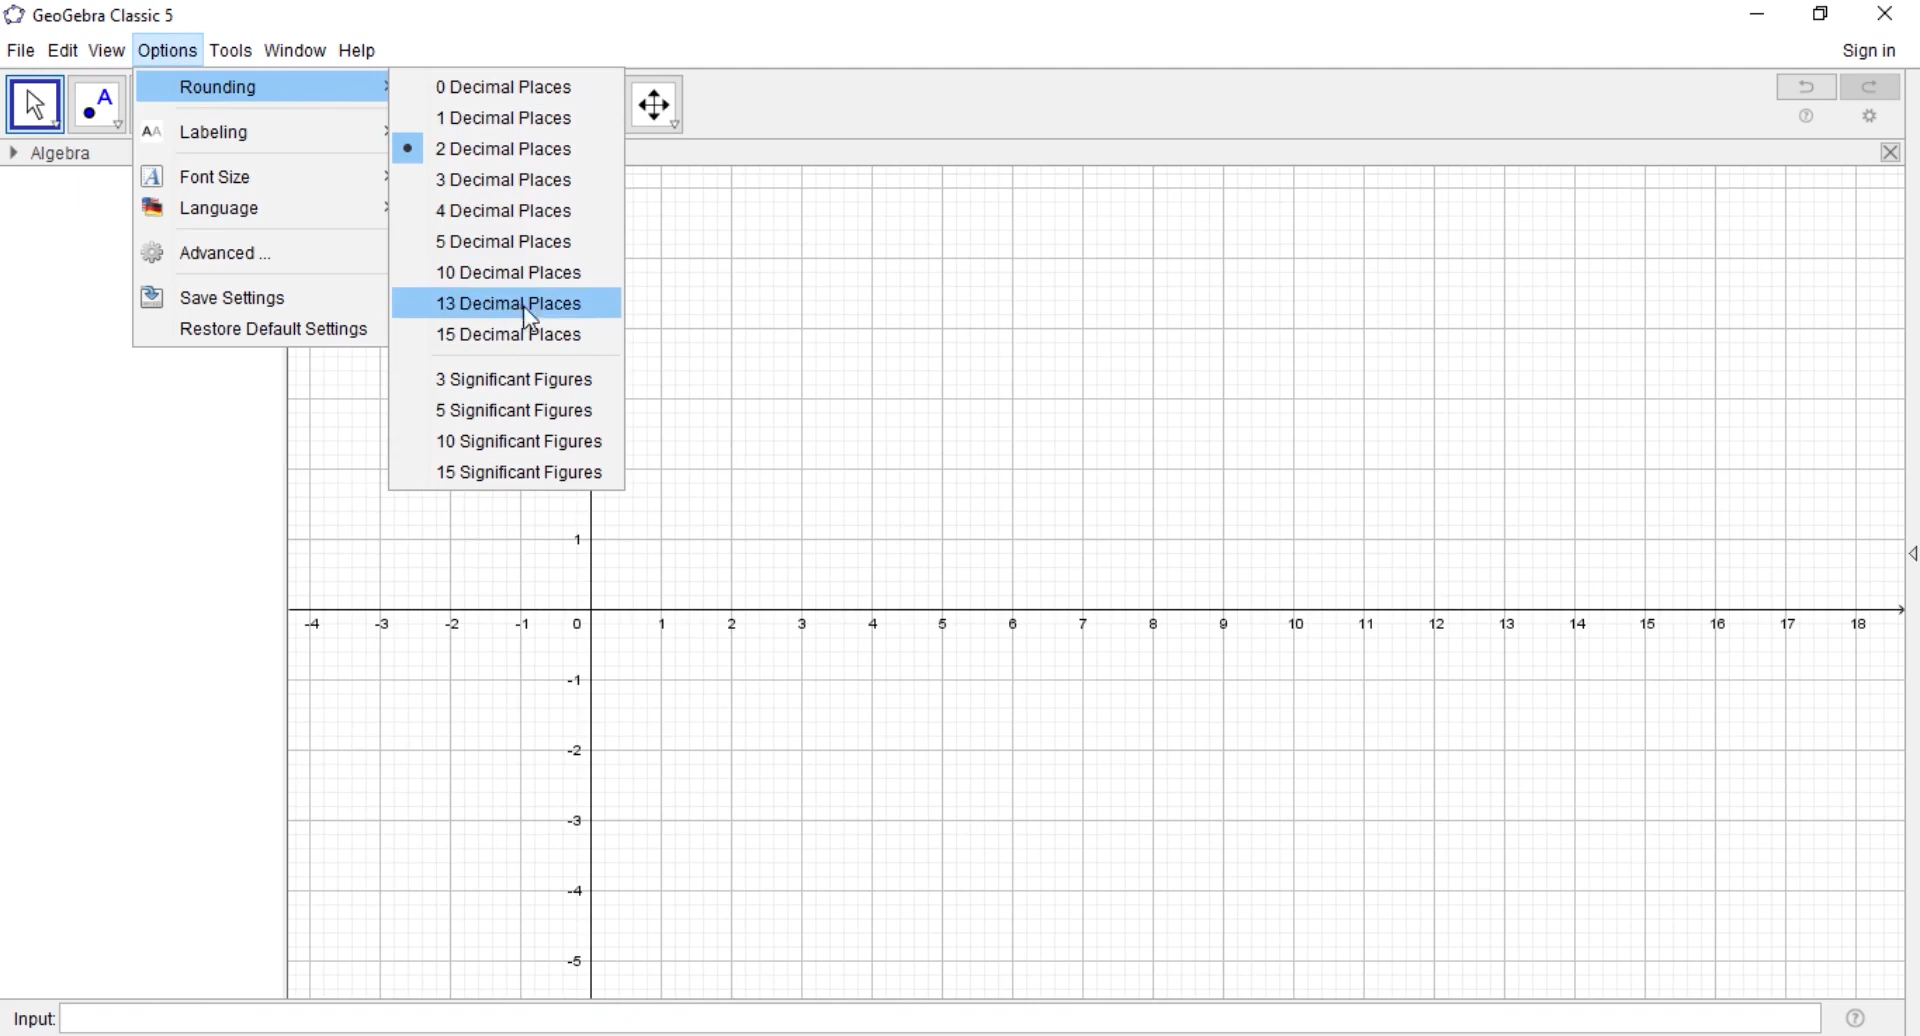 GeoGebra Classic 5
File Edit View Options Tools Window Help
Sign in
A
Algebra
Rounding
AA Labeling
A Font Size
Language
Advanced ...
Save Settings
Restore Default Settings
0 Decimal Places
1 Decimal Places
2 Decimal Places
3 Decimal Places
4 Decimal Places
5 Decimal Places
10 Decimal Places
13 Decimal Places
15 Decimal Places
3 Significant Figures
5 Significant Figures
10 Significant Figures
15 Significant Figures
1
-4 -3 -2 -1 0 1 2 3 4 5 6 7 8 9 10 11 12 13 14 15 16 17 18
-1
-2
-3
-4
-5
Input: